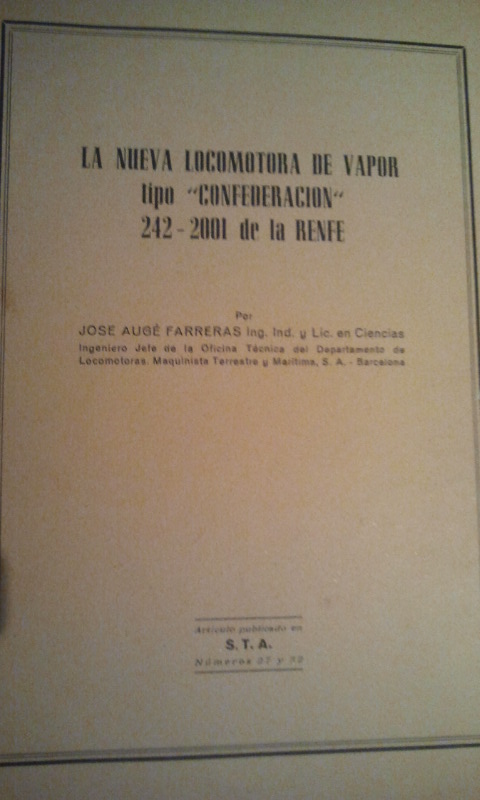 LA NUEVA LOCOMOTORA DE VAPOR
tipo “CONFEDERACION“
242 - 2001 de la RENFE
Por
JOSE AUGÉ FARRERAS Ing. Ind. y Lic. en Ciencias
Ingeniero Jefe de la Oficina Técnica del Departamento de
Locomotoras. Maquinista Terrestre y Marítima, S. A. - Barcelona
Artículo publicado en
S. T. A.
Números y